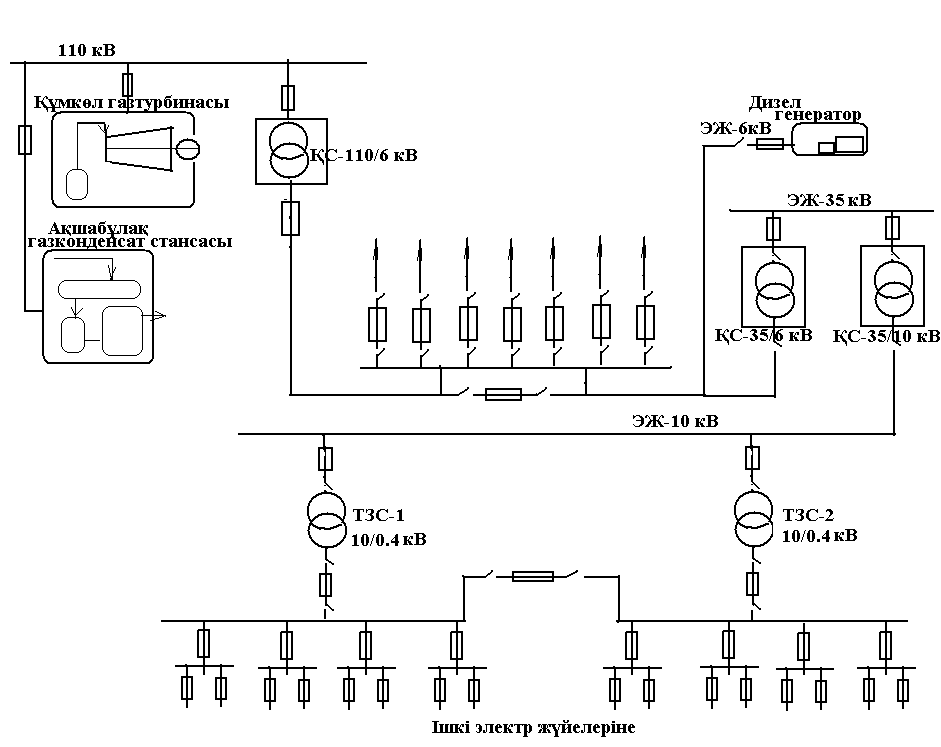 110 кВ
Құмкөл газтурбинасы
ҚС-110/6 кВ
Дизел
генератор
ЭЖ-6кВ
ЭЖ-35 кВ
Ақшабұлақ
газконденсат стансасы
ҚС-35/6 кВ
ҚС-35/10 кВ
ЭЖ-10 кВ
ТЗС-1
10/0.4 кВ
ТЗС-2
10/0.4 кВ
Ішкі электр жүйелеріне